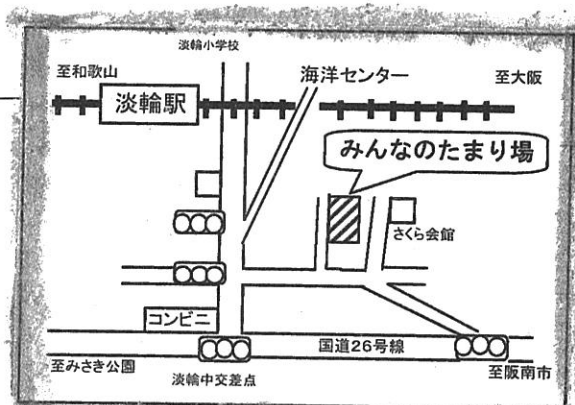 淡輪小学校
至和歌山
海洋センター
至大阪
淡輪駅
みんなのたまり場
さくら会館
コンビニ
国道26号線
至みさき公園
淡輪中交差点
至阪南市